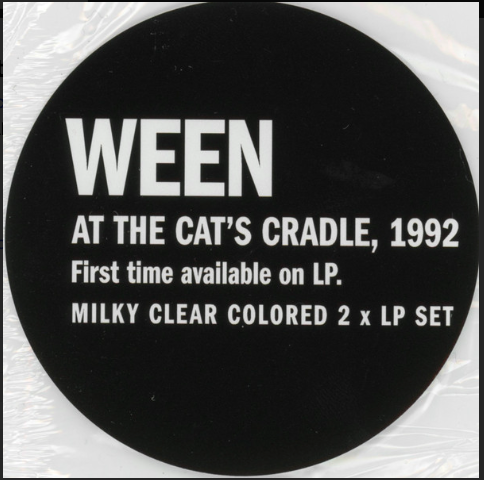 WEEN
AT THE CAT'S CRADLE, 1992
First time available on LP.
MILKY CLEAR COLORED 2 x LP SET